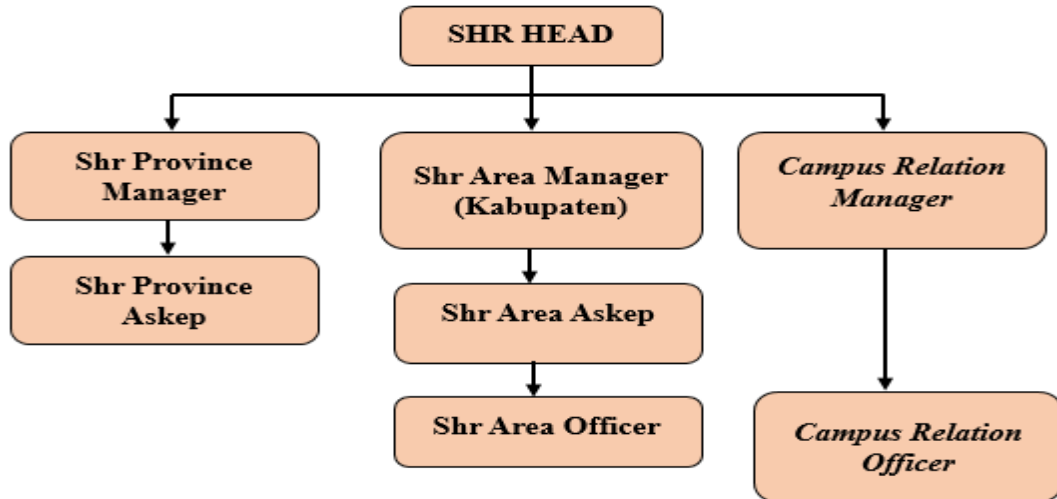 SHR HEAD
Shr Province
Manager
Shr Area Manager
(Kabupaten)
Campus Relation
Manager
Shr Province
Askep
Shr Area Askep
Shr Area Officer
Campus Relation
Officer